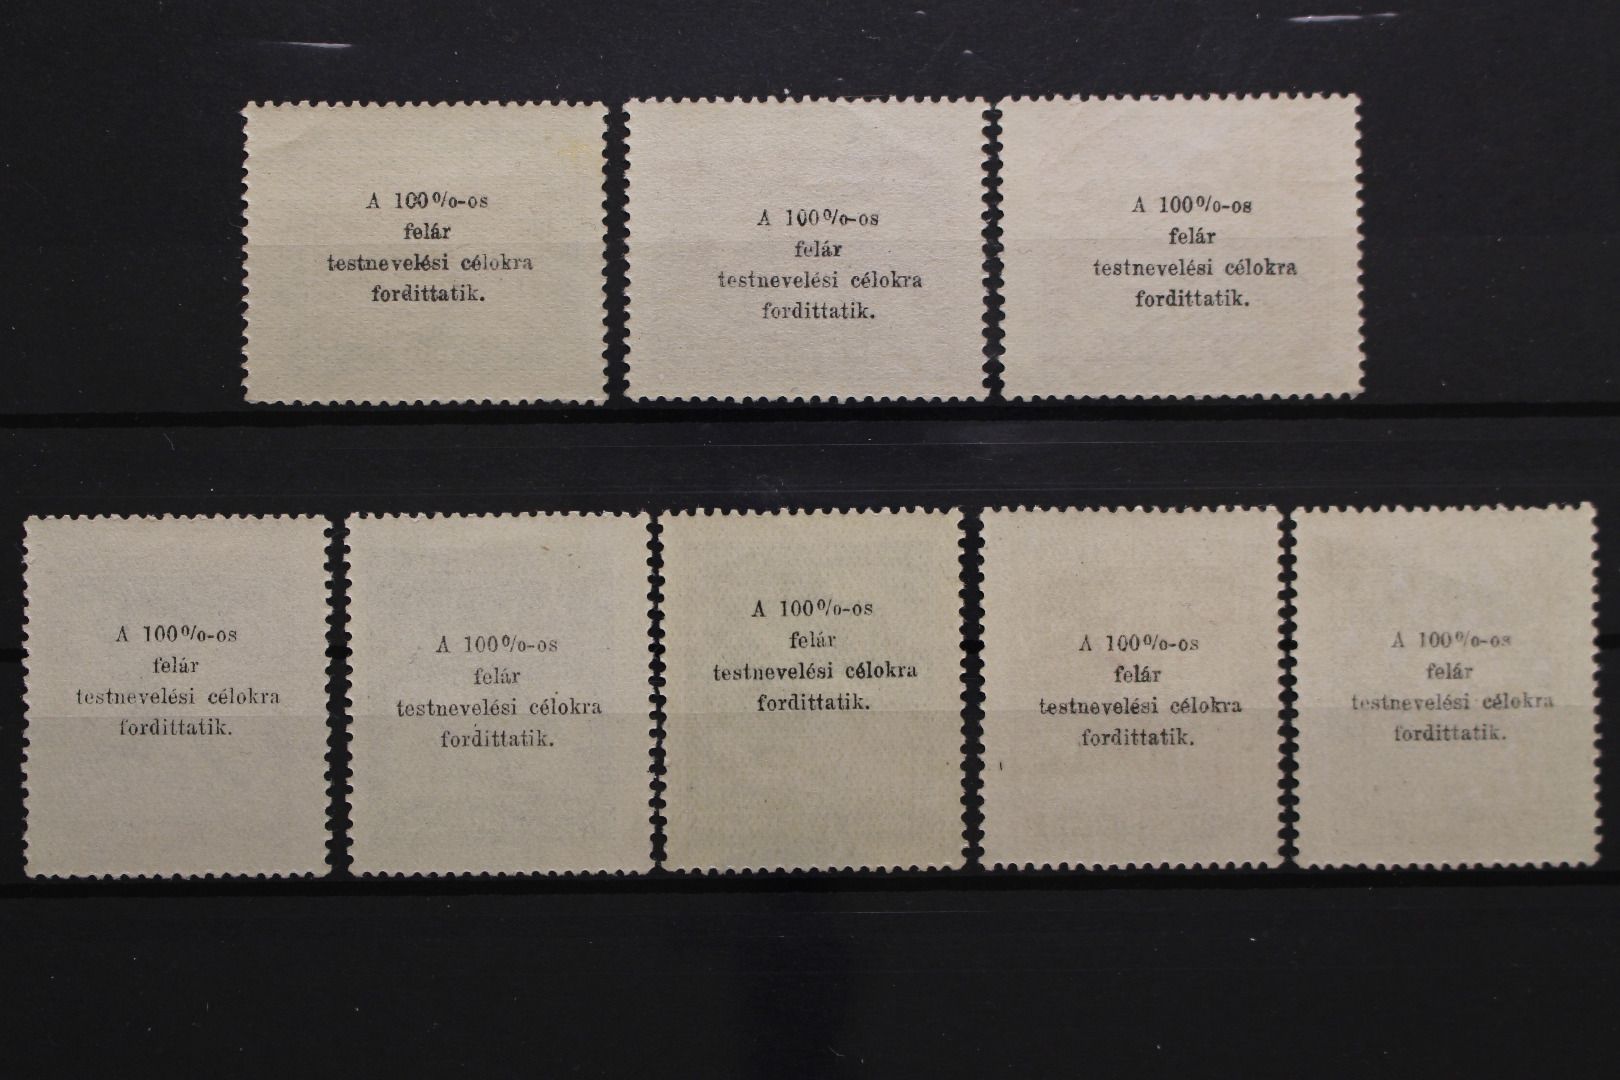 A 100%-os
felár
testnevelési célokra
fordittatik.
A 100%-os
felár
testnevelési célokra
fordittatik.
A 100%-os
felár
testnevelési célokra
fordittatik.
A 100%-os
felár
testnevelési célokra
fordittatik.
A 100%-os
felár
testnevelési célokra
fordittatik.
A 100%-os
felár
testnevelési célokra
fordittatik.
A 100%-os
felár
testnevelési célokra
fordittatik.
A 100%-os
felár
testnevelési célokra
fordittatik.